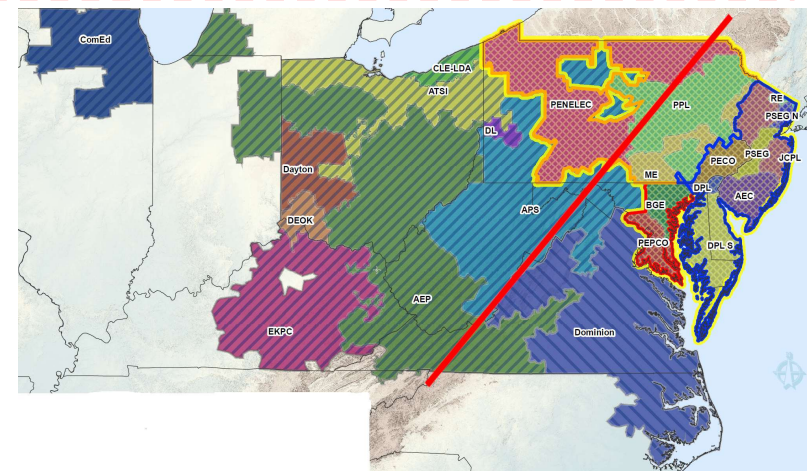 ComEd
CLE-LDA
ATSI
PENELEC
PPL
RE
PSEG N
DL
Dayton
ME
PECO
PSEG
JCPL
DPL
AEC
DEOK
APS
BGE
PEPCO
DPL S
AEP
EKPC
Dominion